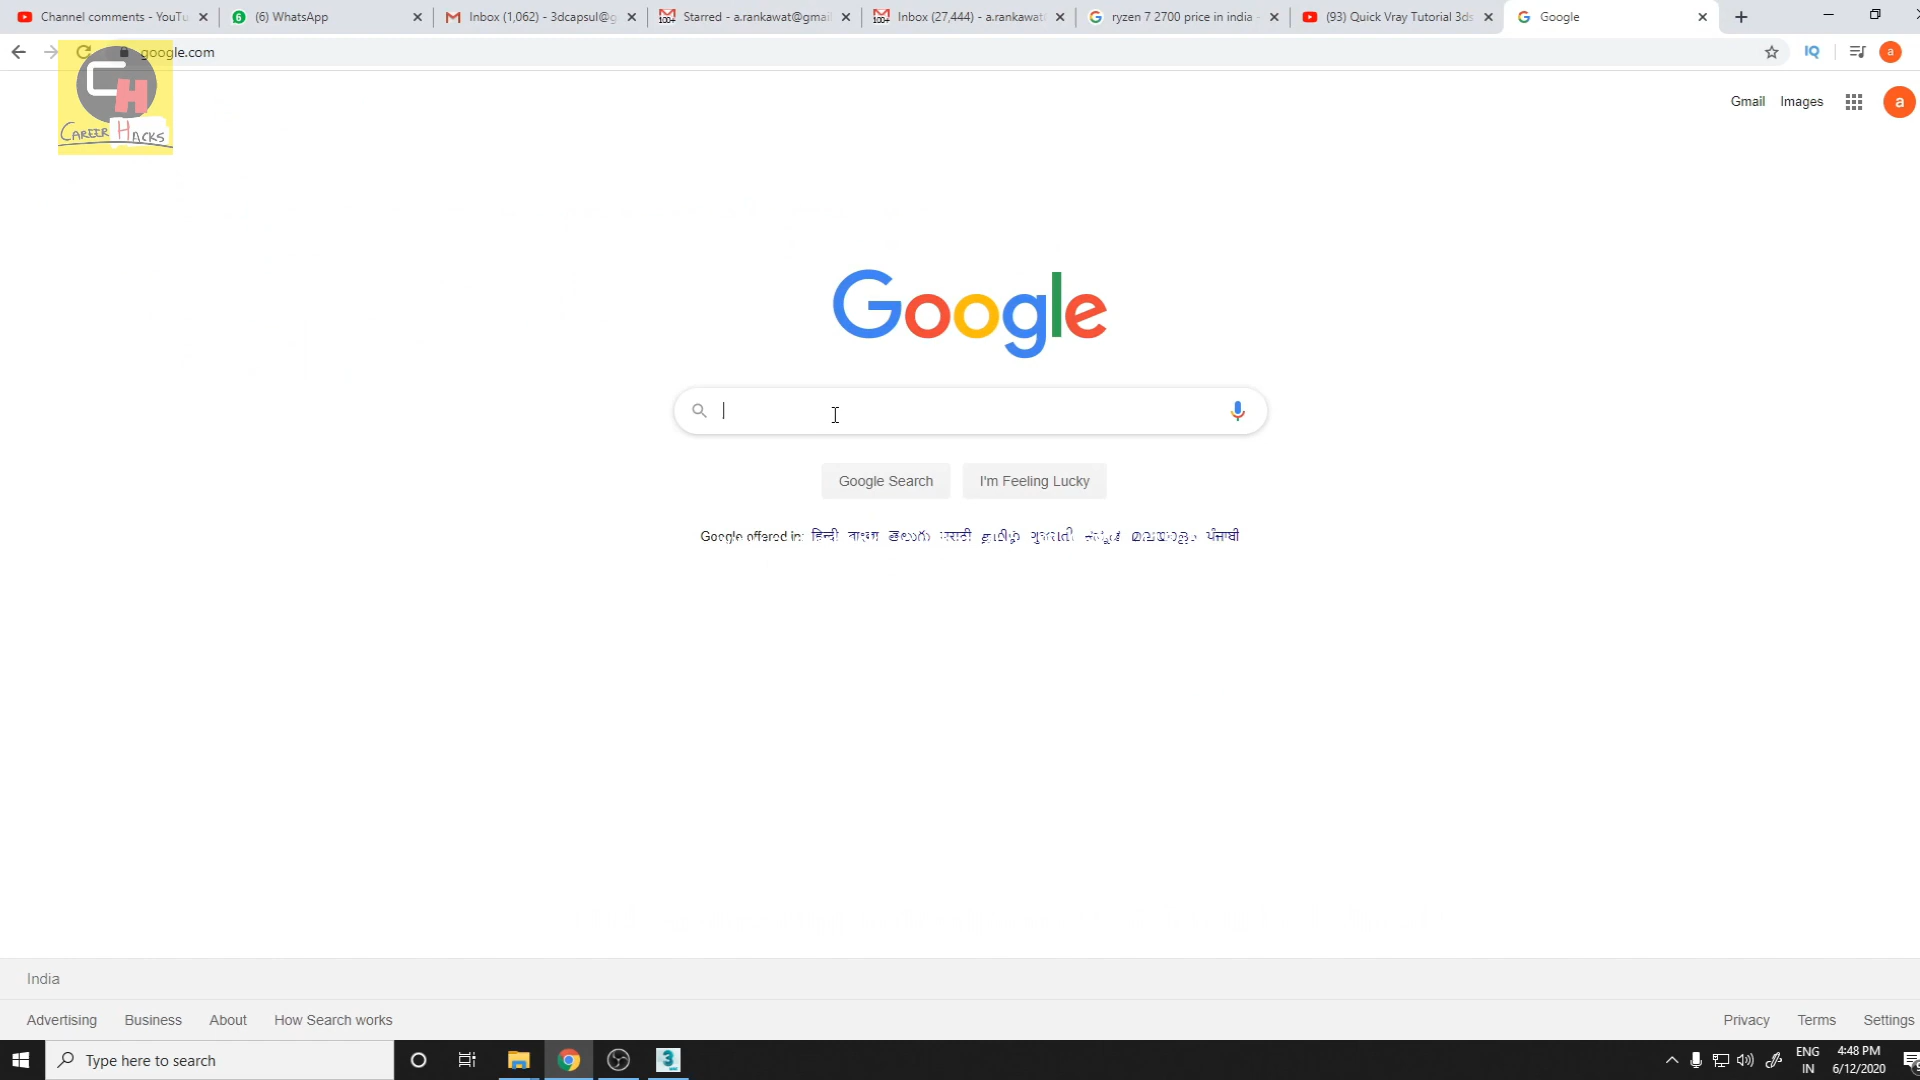 Channel comments - YouTu
(6) WhatsApp
Inbox (1,062) - 3dcapsul@g
Starred - a.rankawat@gmai
Inbox (27,444) - a.rankawat
ryzen 7 2700 price in india
(93) Quick Vray Tutorial 3ds
Google
google.com
IQ
a
CH
CAREER HACKS
Gmail
Images
a
Google
Google Search
I'm Feeling Lucky
Google offered in: हिन्दी বাংলা తెలుగు मराठी தமிழ் ગુજરાતી ಕನ್ನಡ മലയാളം ਪੰਜਾਬੀ
India
Advertising
Business
About
How Search works
Privacy
Terms
Settings
Type here to search
3
ENG
IN
4:48 PM
6/12/2020